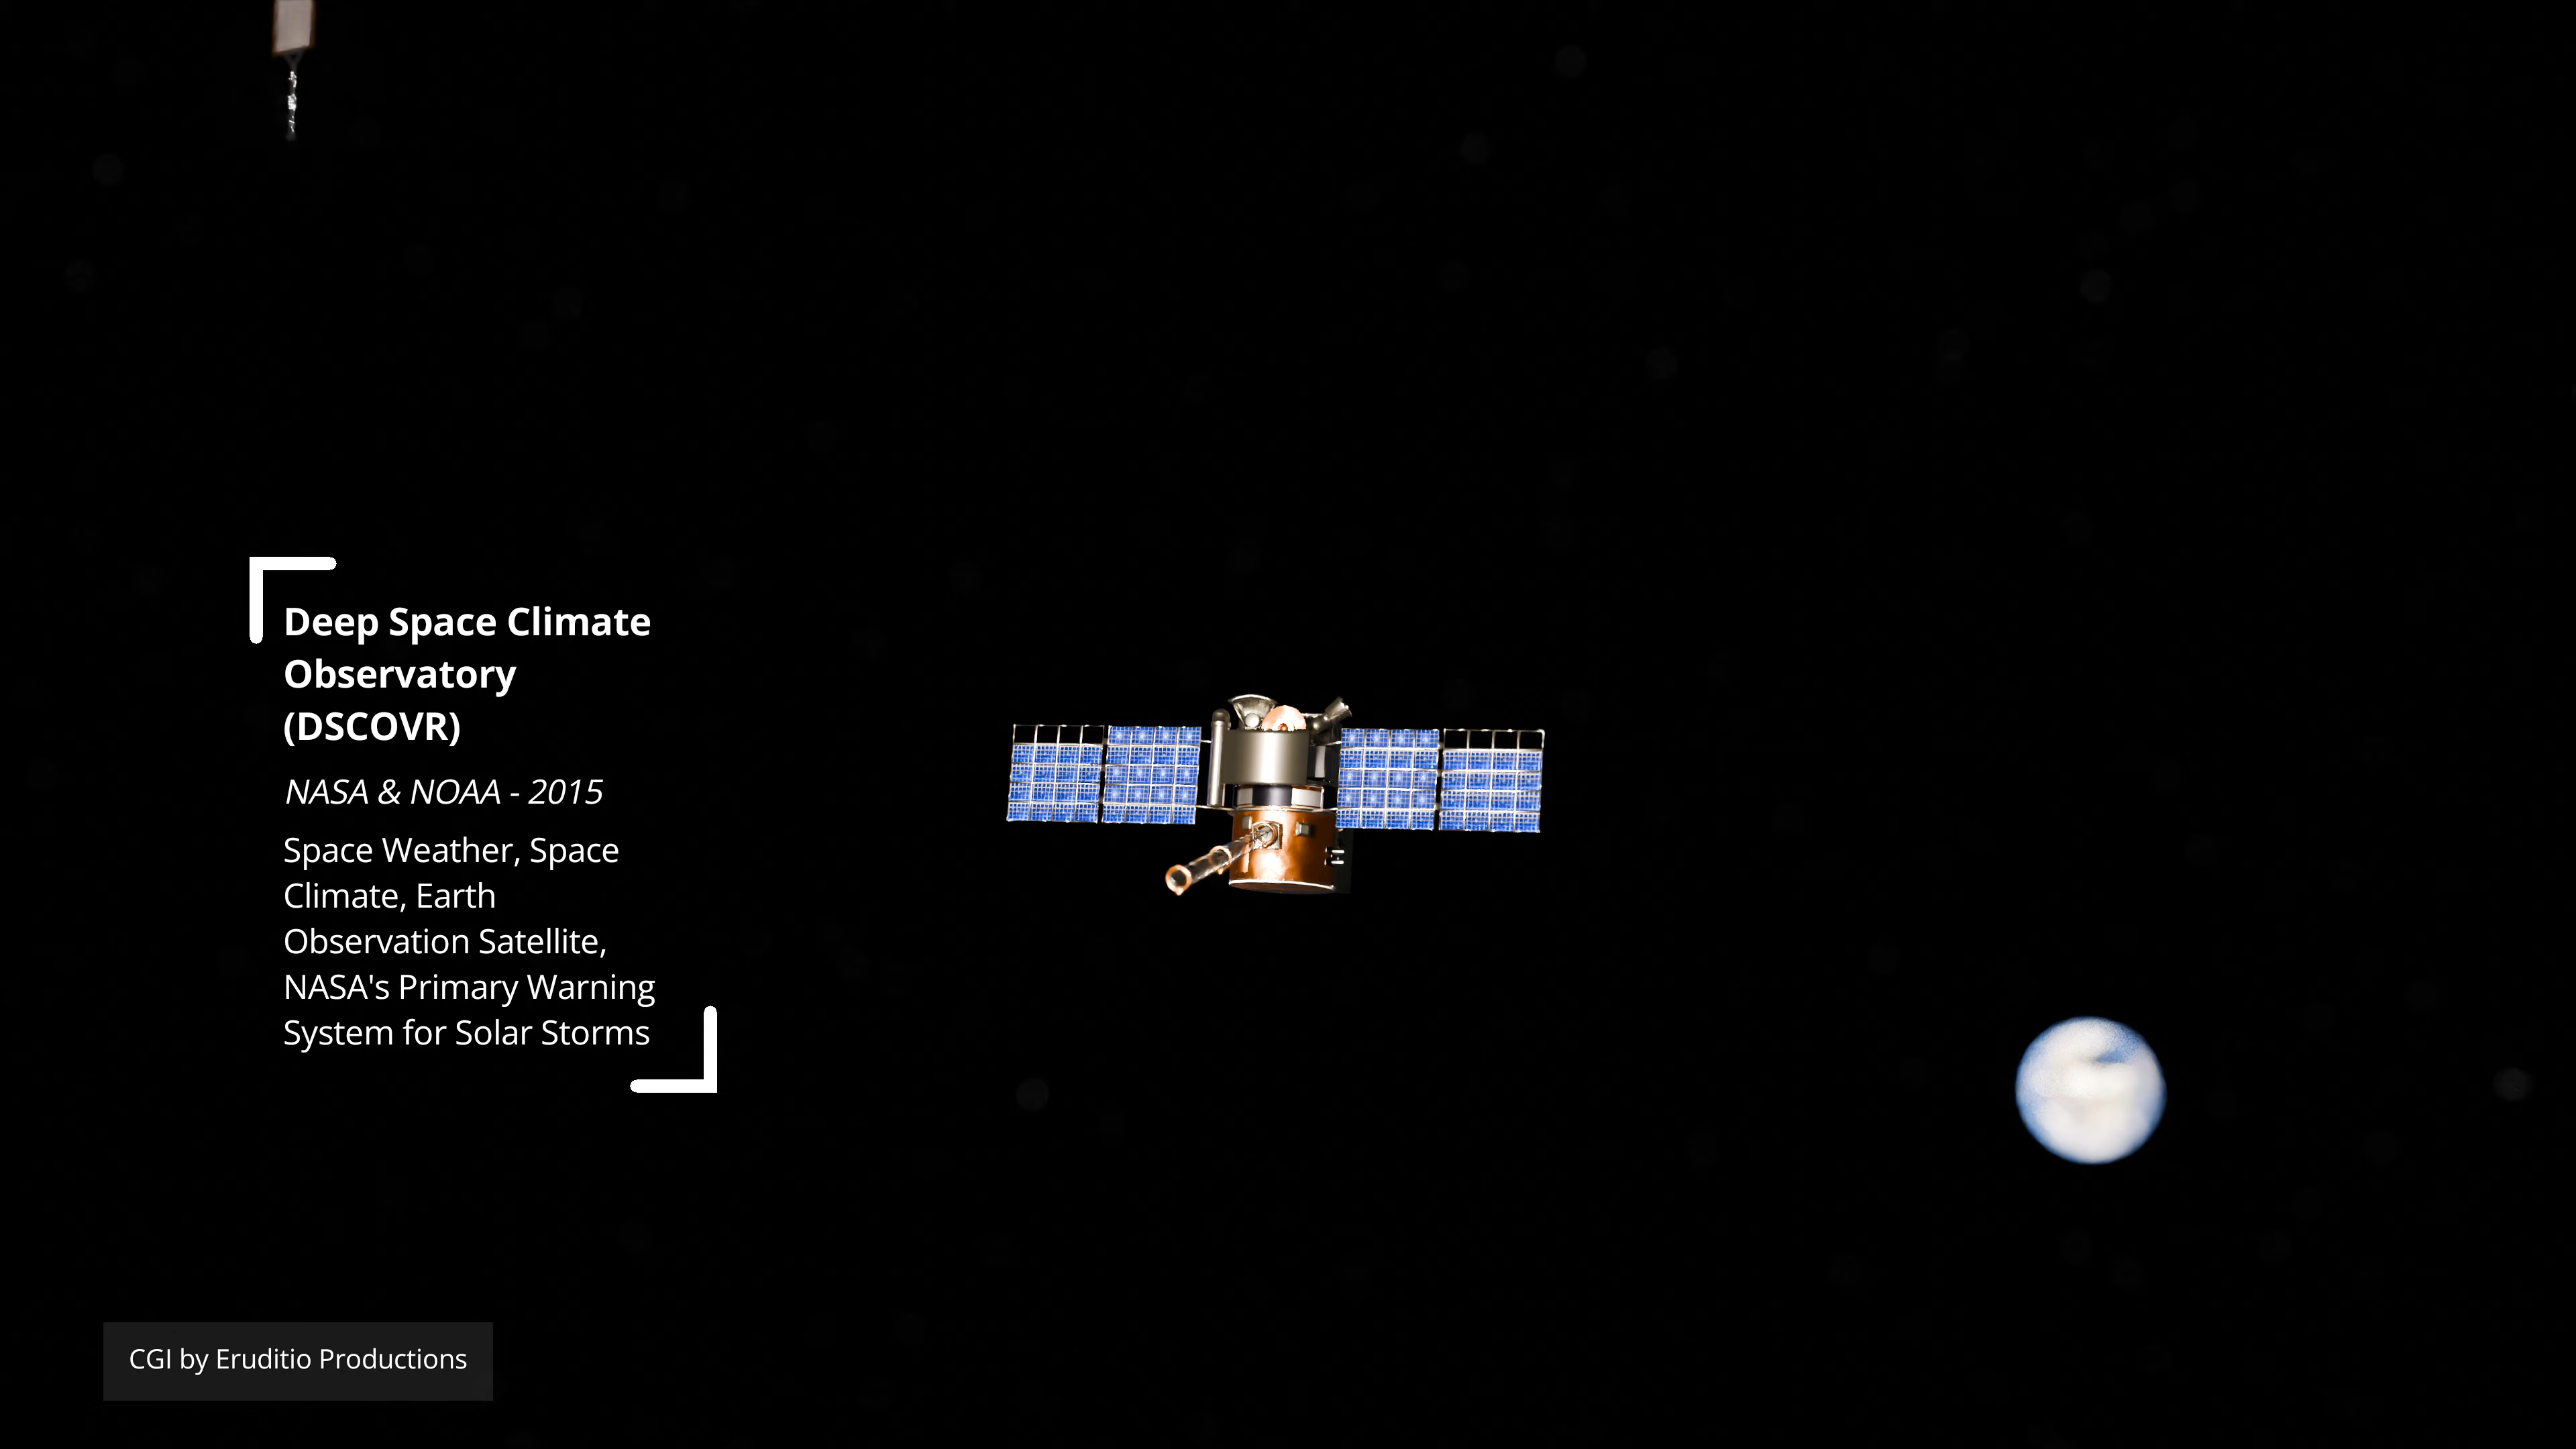 Deep Space Climate
Observatory
(DSCOVR)
NASA & NOAA - 2015
Space Weather, Space
Climate, Earth
Observation Satellite,
NASA's Primary Warning
System for Solar Storms
CGI by Eruditio Productions